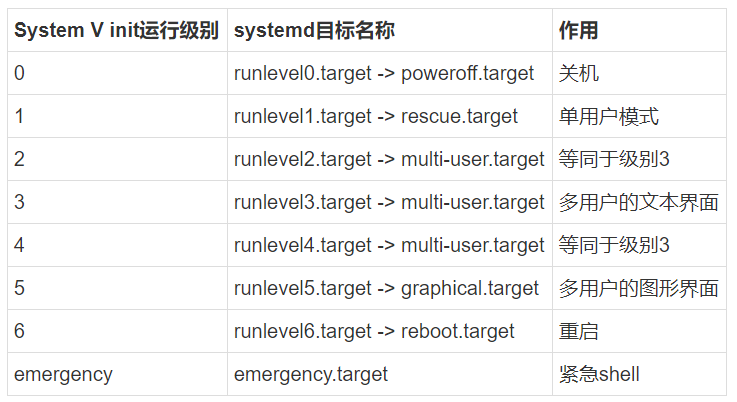 System V init运行级别 systemd目标名称 作用
0 runlevel0.target -> poweroff.target 关机
1 runlevel1.target -> rescue.target 单用户模式
2 runlevel2.target -> multi-user.target 等同于级别3
3 runlevel3.target -> multi-user.target 多用户的文本界面
4 runlevel4.target -> multi-user.target 等同于级别3
5 runlevel5.target -> graphical.target 多用户的图形界面
6 runlevel6.target -> reboot.target 重启
emergency emergency.target 紧急shell